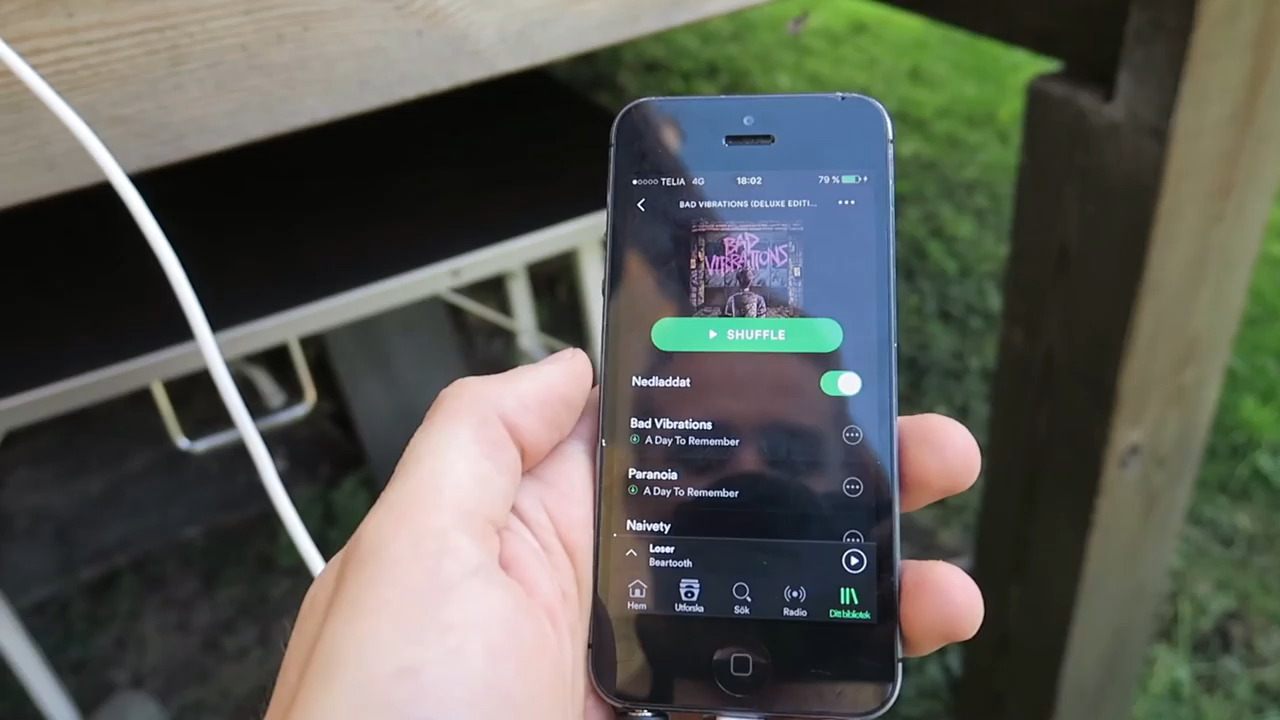 TELIA 4G 18:02 79 %
BAD VIBRATIONS (DELUXE EDITI...
BAD
VIBRATIONS
SHUFFLE
Nedladdat
Bad Vibrations
A Day To Remember
Paranoia
A Day To Remember
Naivety
Loser
Beartooth
Hem Utforska Sök Radio Ditt bibliotek